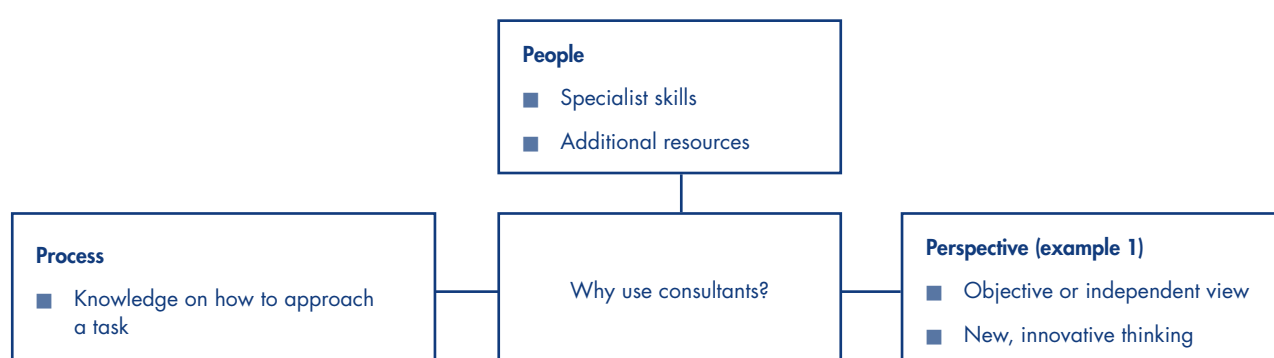 People
Specialist skills
Additional resources
Process
Knowledge on how to approach
a task
Why use consultants?
Perspective (example 1)
Objective or independent view
New, innovative thinking